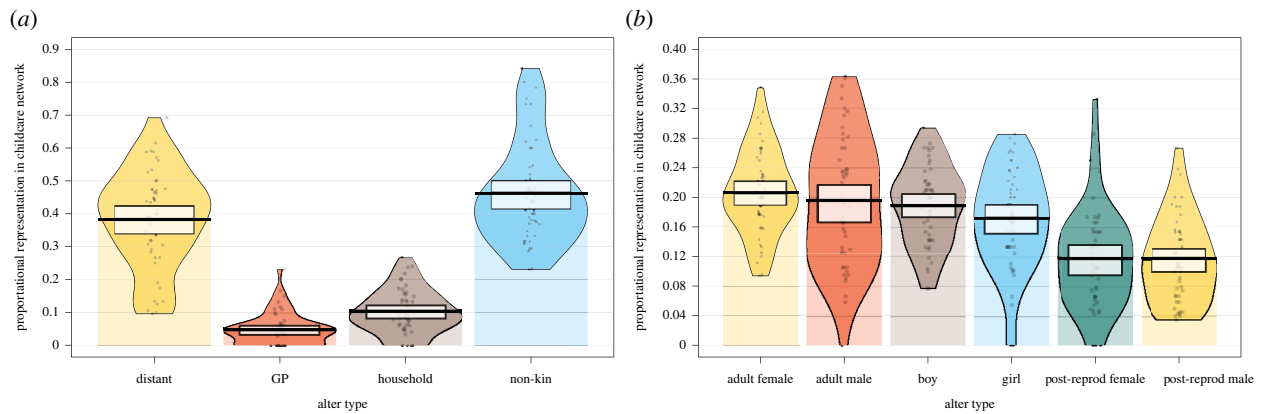 (a)
(b)
proportational representation in childcare network
0.9
0.8
0.7
0.6
0.5
0.4
0.3
0.2
0.1
0
distant GP household non-kin
alter type
proportational representation in childcare network
0.40
0.36
0.32
0.28
0.24
0.20
0.16
0.12
0.08
0.04
0
adult female adult male boy girl post-reprod female post-reprod male
alter type